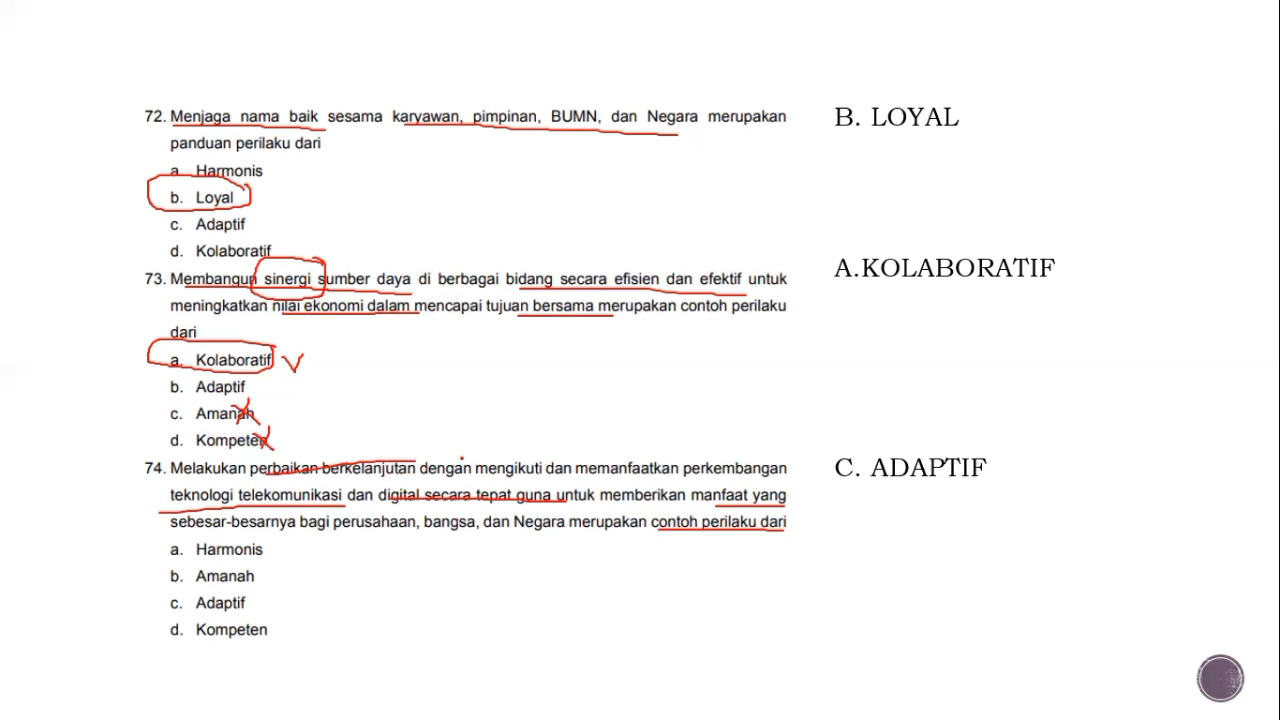 72. Menjaga nama baik sesama karyawan, pimpinan, BUMN, dan Negara merupakan
panduan perilaku dari
a. Harmonis
b. Loyal
c. Adaptif
d. Kolaboratif
B. LOYAL
73. Membangun sinergi sumber daya di berbagai bidang secara efisien dan efektif untuk
meningkatkan nilai ekonomi dalam mencapai tujuan bersama merupakan contoh perilaku
dari
a. Kolaboratif
b. Adaptif
c. Amanah
d. Kompeten
A.KOLABORATIF
74. Melakukan perbaikan berkelanjutan dengan mengikuti dan memanfaatkan perkembangan
teknologi telekomunikasi dan digital secara tepat guna untuk memberikan manfaat yang
sebesar-besarnya bagi perusahaan, bangsa, dan Negara merupakan contoh perilaku dari
a. Harmonis
b. Amanah
c. Adaptif
d. Kompeten
C. ADAPTIF